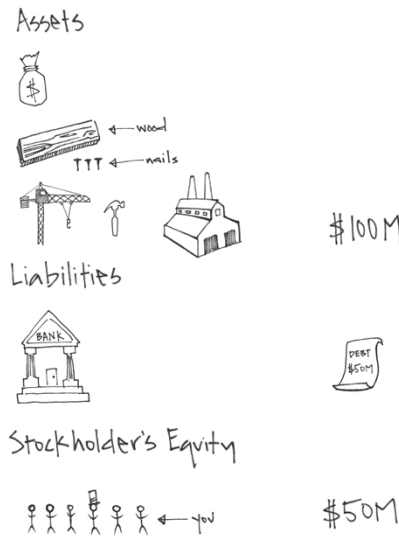 Assets
$
wood
nails
$100M
Liabilities
BANK
DEBT
$50M
Stockholder's Equity
you
$50M